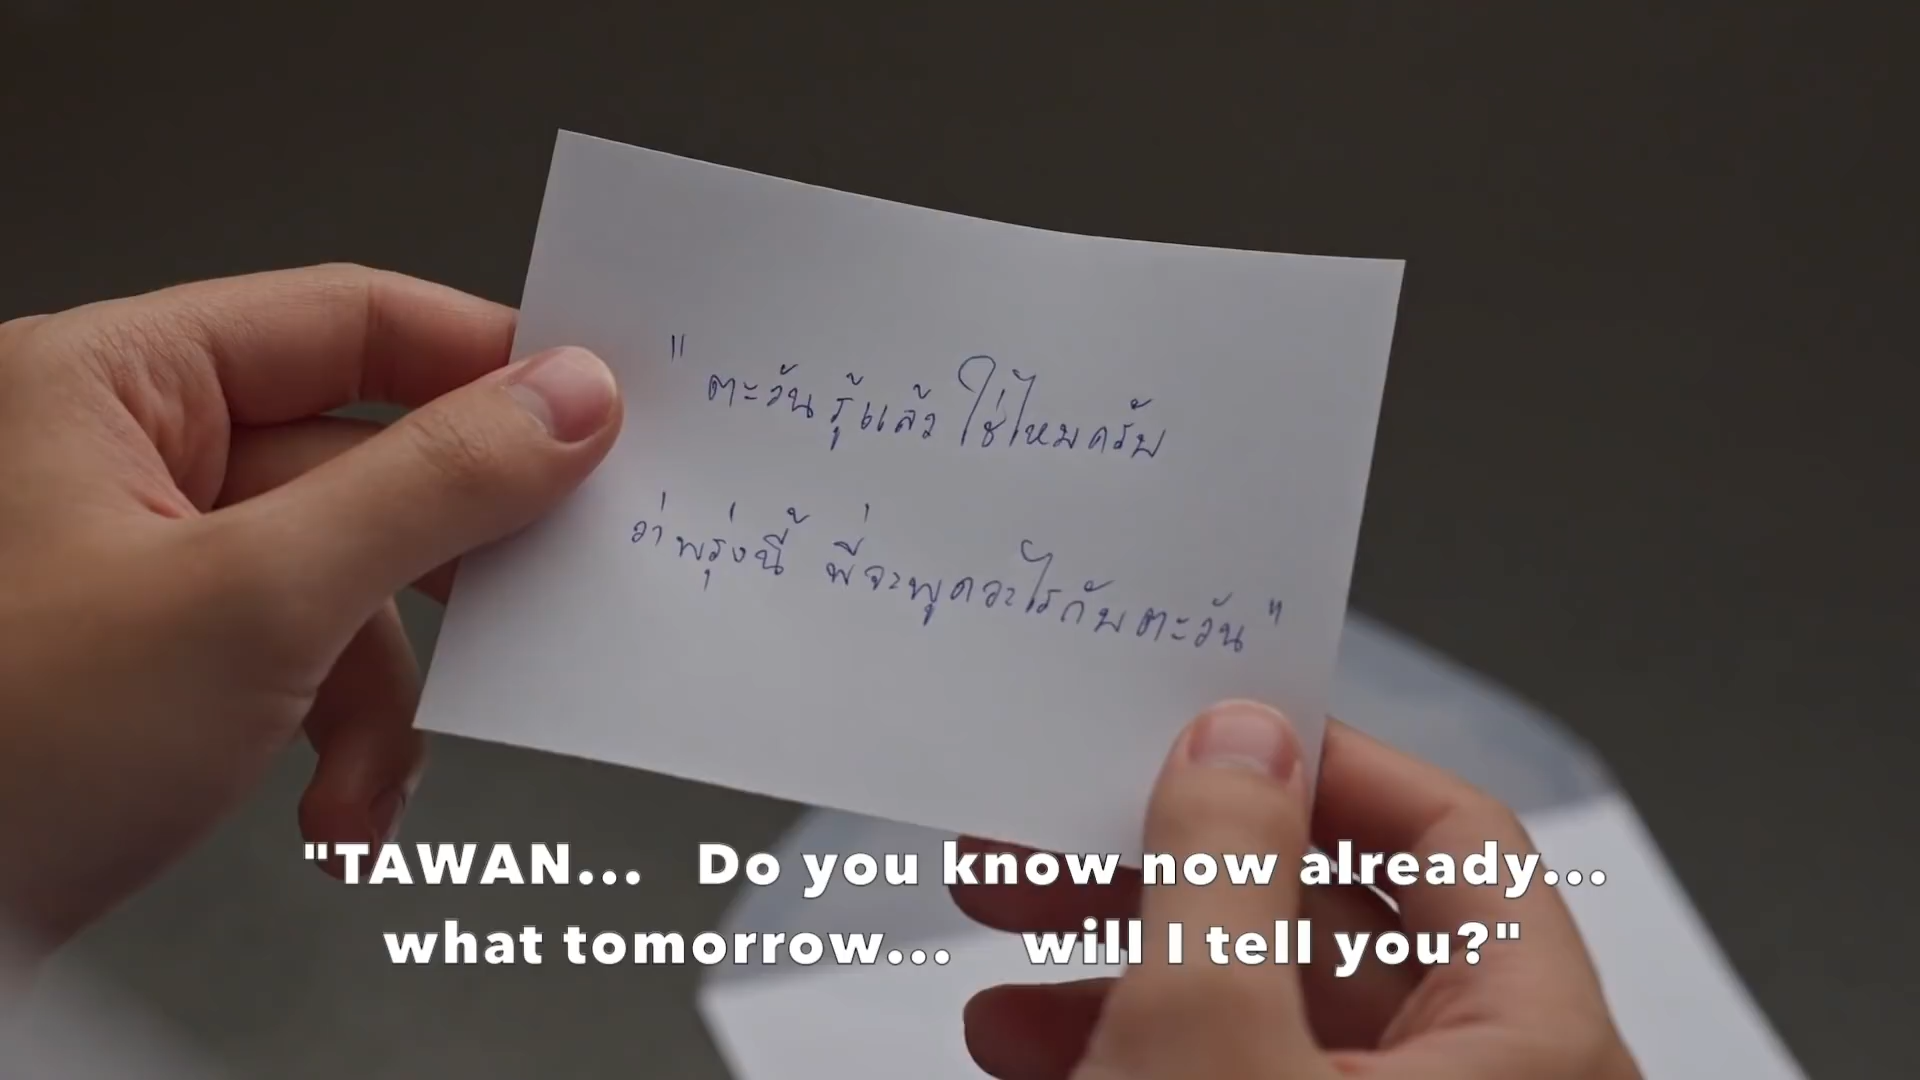 "ตะวันรู้แล้ว ใช่ไหมครับ
ว่าพรุ่งนี้ พี่จะพูดอะไรกับตะวัน"
"TAWAN... Do you know now already...
what tomorrow... will I tell you?"